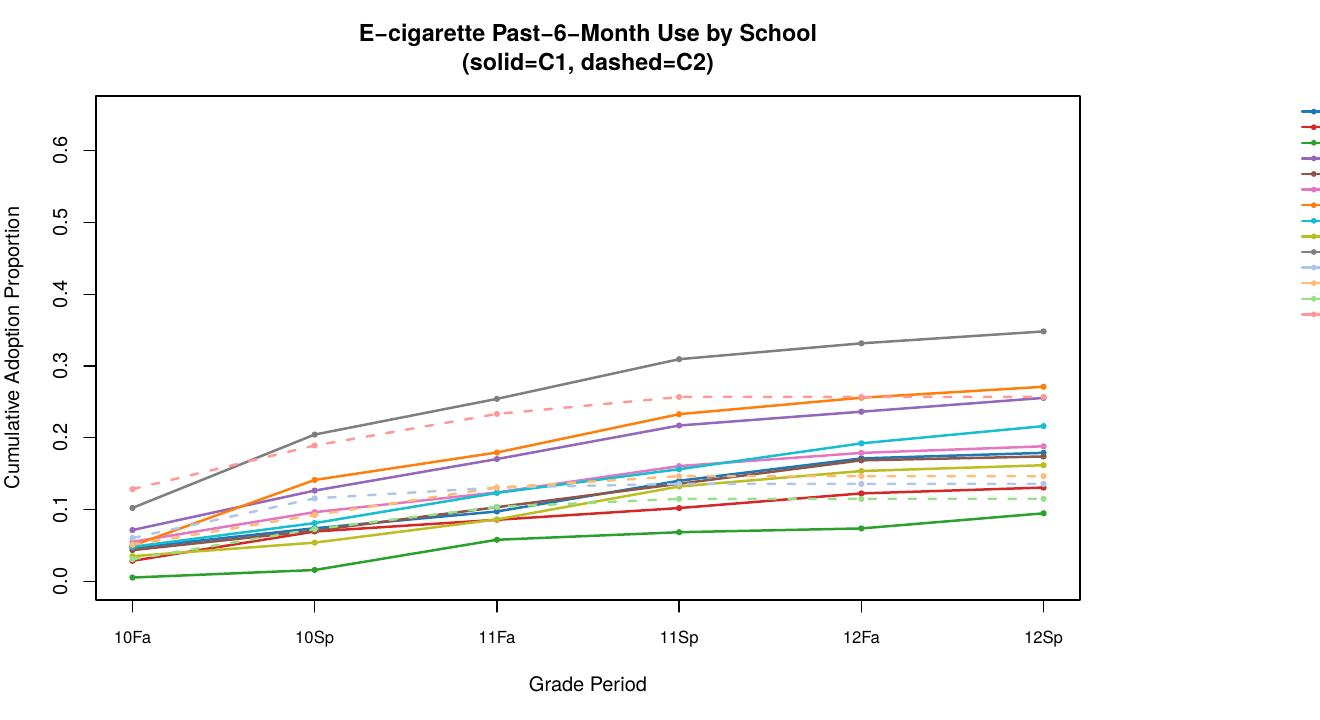 E−cigarette Past−6−Month Use by School
(solid=C1, dashed=C2)
Cumulative Adoption Proportion
0.6
0.5
0.4
0.3
0.2
0.1
0.0
10Fa 10Sp 11Fa 11Sp 12Fa 12Sp
Grade Period